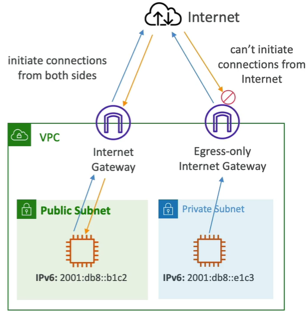 Internet
initiate connections
from both sides
can't initiate
connections from
Internet
VPC
Internet
Gateway
Egress-only
Internet Gateway
Public Subnet
Private Subnet
IPv6: 2001:db8::b1c2
IPv6: 2001:db8::e1c3